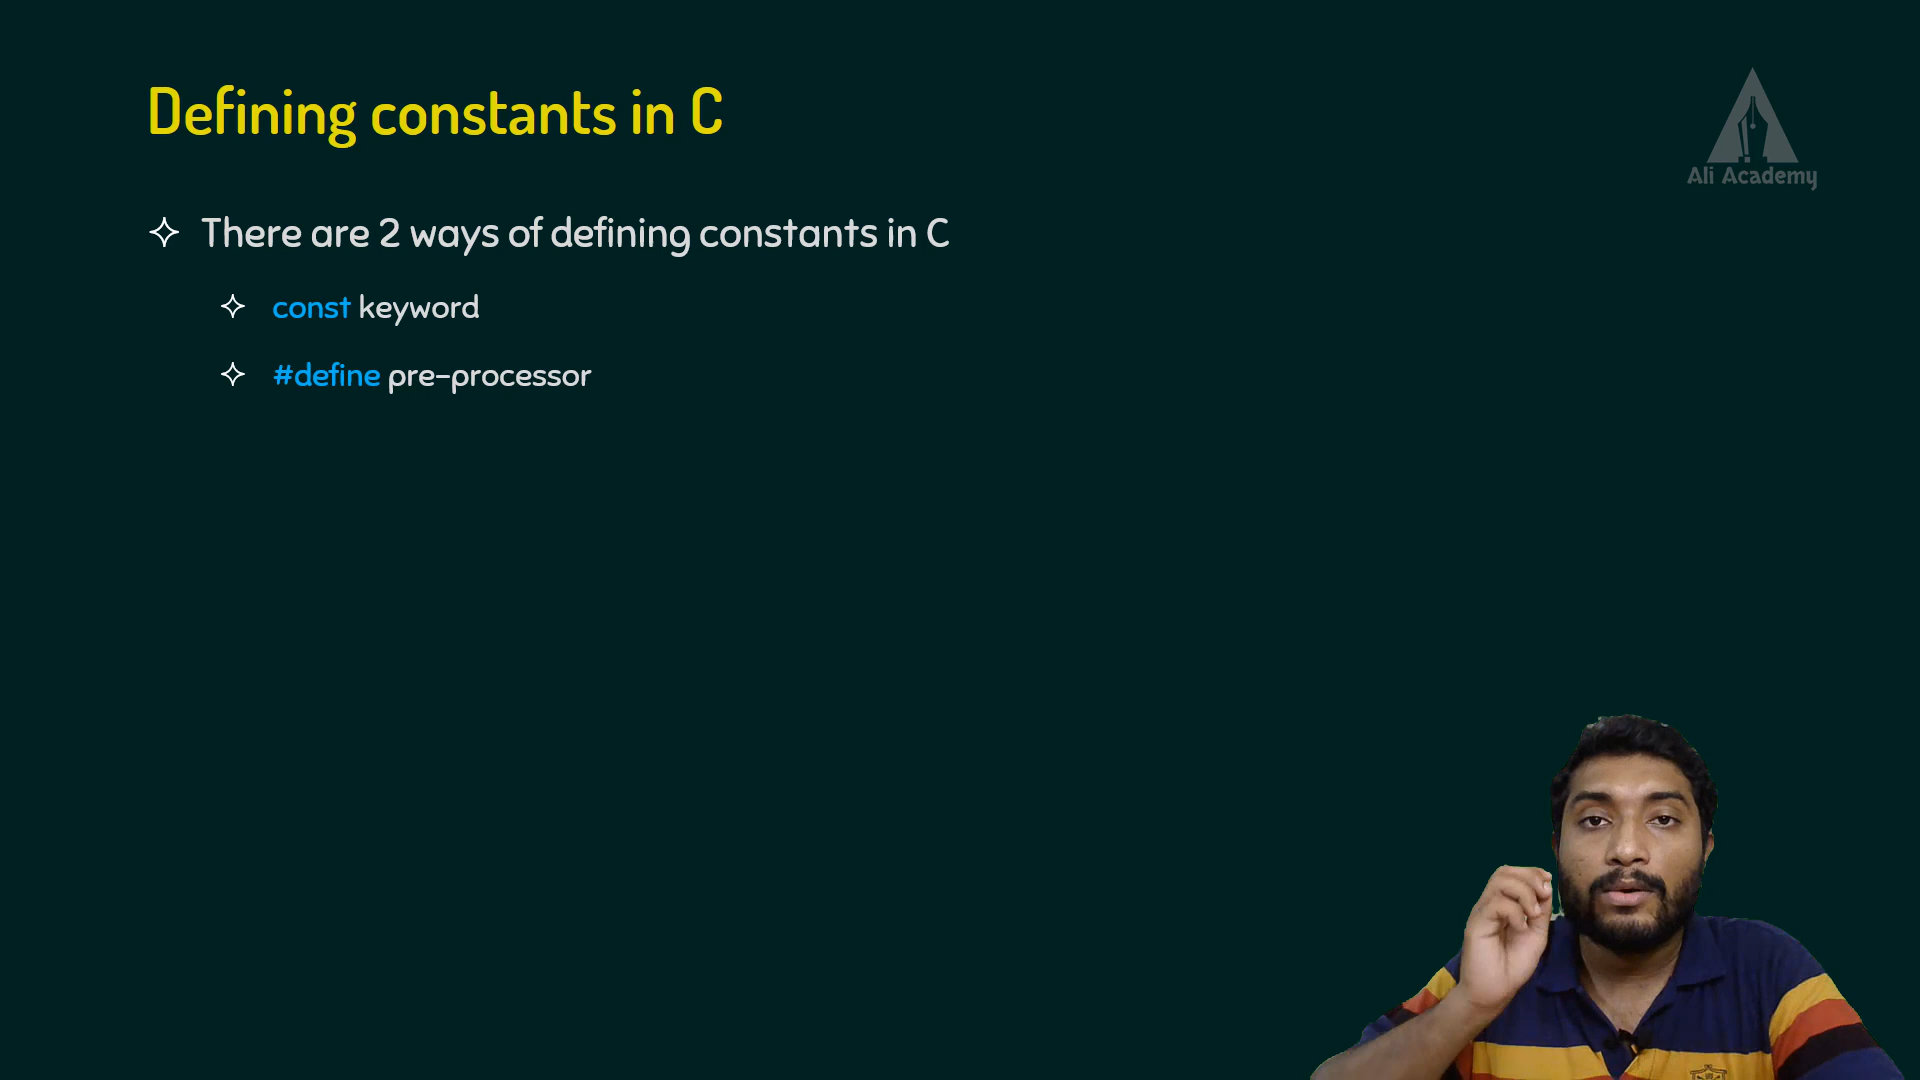 Defining constants in C
Ali Academy
There are 2 ways of defining constants in C
const keyword
#define pre-processor